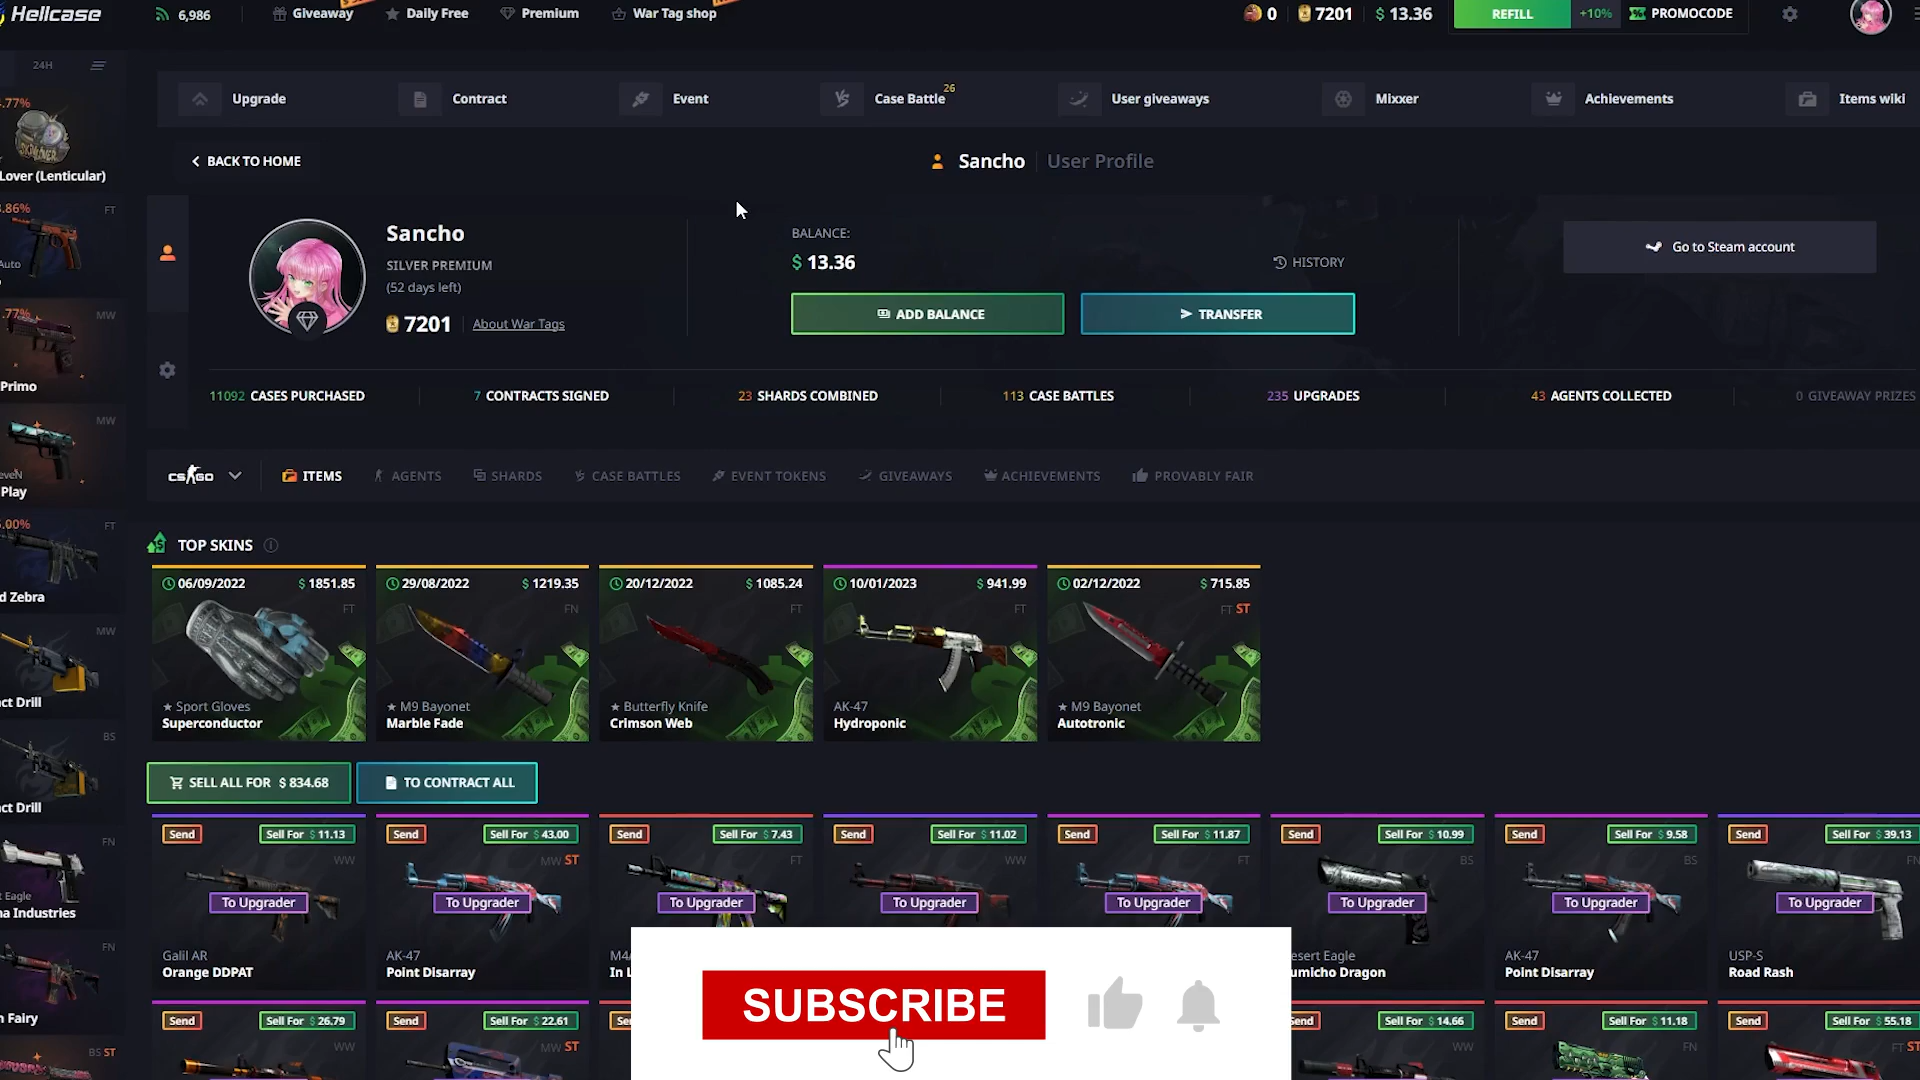 Hellcase
6,986
Giveaway
Daily Free
Premium
War Tag shop
0
7201
$ 13.36
REFILL
+10%
PROMOCODE
24H
Upgrade
Contract
Event
Case Battle 26
User giveaways
Mixxer
Achievements
Items wiki
BACK TO HOME
Sancho
User Profile
.77%
Lover (Lenticular)
.86%
FT
Auto
.77%
MW
Primo
MW
Play
.00%
FT
d Zebra
MW
ct Drill
BS
ct Drill
FN
t Eagle
FN
Fairy
BS ST
Sancho
SILVER PREMIUM
(52 days left)
7201
About War Tags
BALANCE:
$ 13.36
HISTORY
ADD BALANCE
TRANSFER
Go to Steam account
11092 CASES PURCHASED
7 CONTRACTS SIGNED
23 SHARDS COMBINED
113 CASE BATTLES
235 UPGRADES
43 AGENTS COLLECTED
0 GIVEAWAY PRIZES
CS:GO
ITEMS
AGENTS
SHARDS
CASE BATTLES
EVENT TOKENS
GIVEAWAYS
ACHIEVEMENTS
PROVABLY FAIR
TOP SKINS
06/09/2022 $ 1851.85
FT
★ Sport Gloves
Superconductor
29/08/2022 $ 1219.35
FN
★ M9 Bayonet
Marble Fade
20/12/2022 $ 1085.24
FT
★ Butterfly Knife
Crimson Web
10/01/2023 $ 941.99
FT
AK-47
Hydroponic
02/12/2022 $ 715.85
FT ST
★ M9 Bayonet
Autotronic
SELL ALL FOR $ 834.68
TO CONTRACT ALL
Send Sell For $ 11.13
WW
To Upgrader
Galil AR
Orange DDPAT
Send Sell For $ 43.00
MW ST
To Upgrader
AK-47
Point Disarray
Send Sell For $ 7.43
FT
To Upgrader
M4
In L
Send Sell For $ 11.02
WW
To Upgrader
Send Sell For $ 11.87
FT
To Upgrader
Send Sell For $ 10.99
BS
To Upgrader
esert Eagle
umicho Dragon
Send Sell For $ 9.58
BS
To Upgrader
AK-47
Point Disarray
Send Sell For $ 39.13
FN
To Upgrader
USP-S
Road Rash
Send Sell For $ 26.79
WW
Send Sell For $ 22.61
MW ST
Se
end Sell For $ 14.66
WW
Send Sell For $ 11.18
FN
Send Sell For $ 55.18
FT ST
SUBSCRIBE